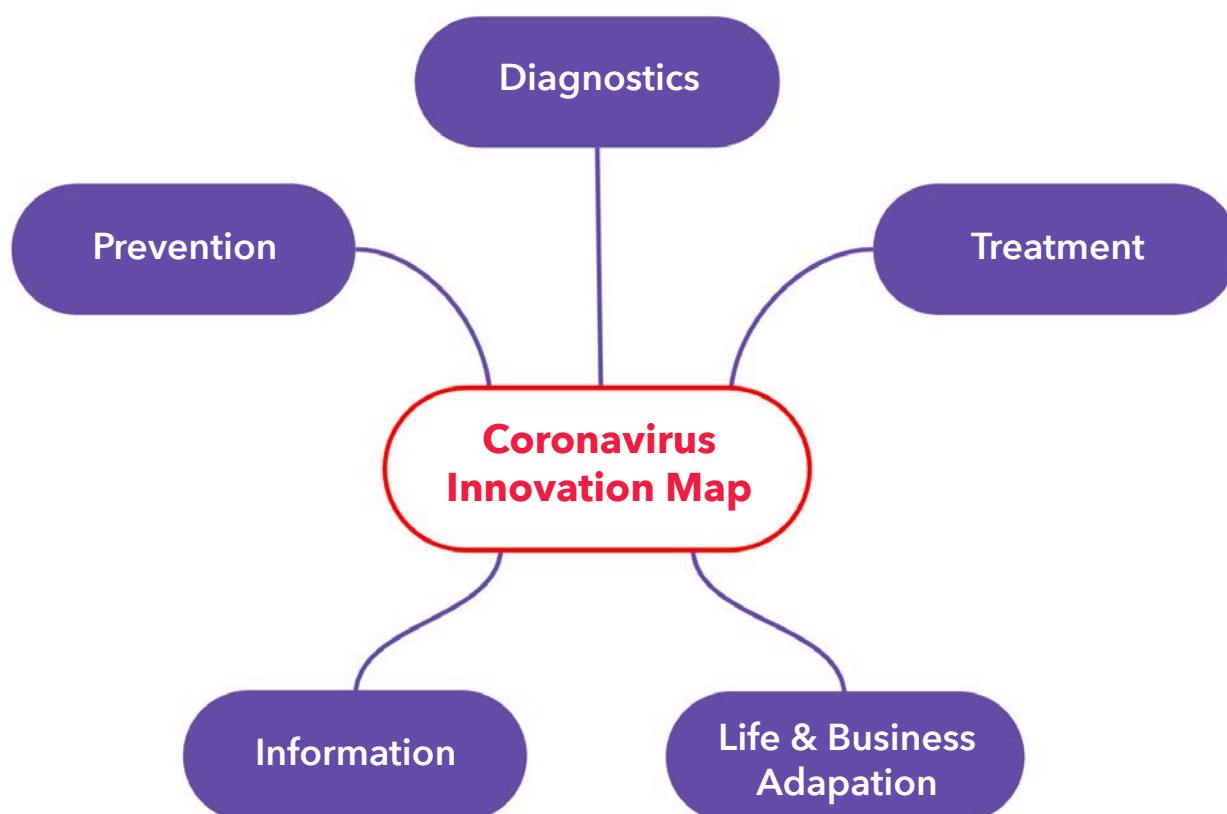 Diagnostics
Prevention
Treatment
Coronavirus
Innovation Map
Information
Life & Business
Adapation